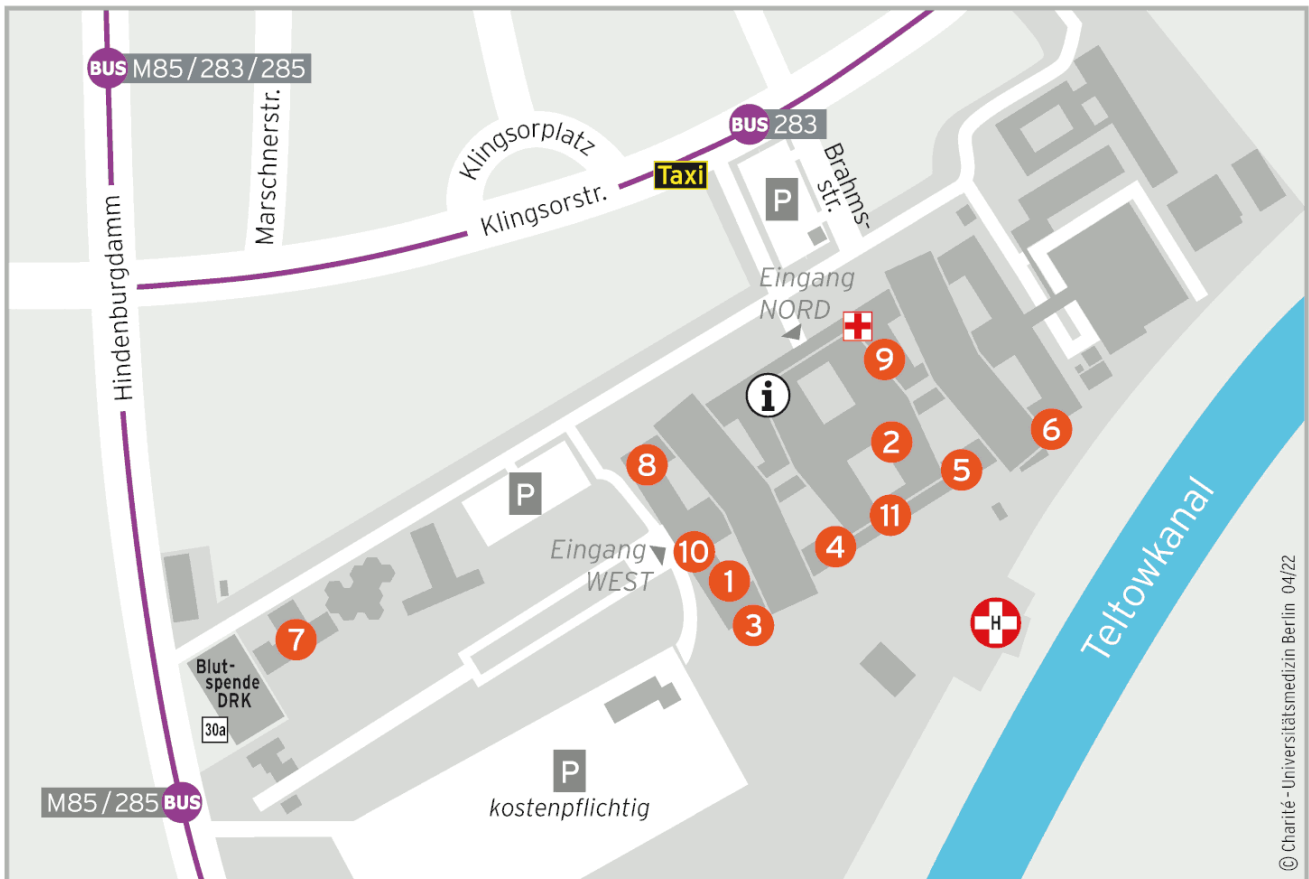 BUS M85/283/285
Marschnerstr.
Klingsorplatz
BUS 283
Taxi
Klingsorstr.
P
Brahms-
str.
Hindenburgdamm
Eingang
NORD
9
i
2
6
8
5
P
11
Eingang
WEST
10
4
1
3
H
7
Teltowkanal
Blut-
spende
DRK
30a
P
kostenpflichtig
M85/285 BUS
© Charité - Universitätsmedizin Berlin 04/22